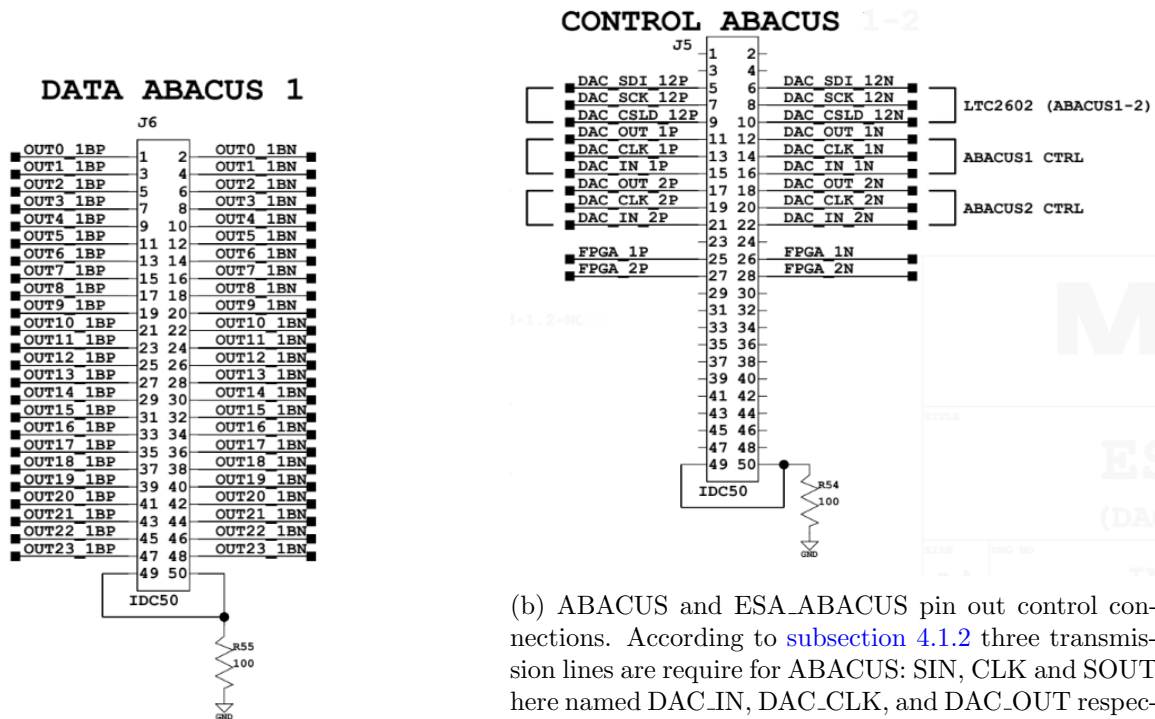 DATA ABACUS 1
J6
OUT0_1BP 1 2 OUT0_1BN
OUT1_1BP 3 4 OUT1_1BN
OUT2_1BP 5 6 OUT2_1BN
OUT3_1BP 7 8 OUT3_1BN
OUT4_1BP 9 10 OUT4_1BN
OUT5_1BP 11 12 OUT5_1BN
OUT6_1BP 13 14 OUT6_1BN
OUT7_1BP 15 16 OUT7_1BN
OUT8_1BP 17 18 OUT8_1BN
OUT9_1BP 19 20 OUT9_1BN
OUT10_1BP 21 22 OUT10_1BN
OUT11_1BP 23 24 OUT11_1BN
OUT12_1BP 25 26 OUT12_1BN
OUT13_1BP 27 28 OUT13_1BN
OUT14_1BP 29 30 OUT14_1BN
OUT15_1BP 31 32 OUT15_1BN
OUT16_1BP 33 34 OUT16_1BN
OUT17_1BP 35 36 OUT17_1BN
OUT18_1BP 37 38 OUT18_1BN
OUT19_1BP 39 40 OUT19_1BN
OUT20_1BP 41 42 OUT20_1BN
OUT21_1BP 43 44 OUT21_1BN
OUT22_1BP 45 46 OUT22_1BN
OUT23_1BP 47 48 OUT23_1BN
49 50
IDC50
R55
100
GND
CONTROL ABACUS 1-2
J5
1 2
3 4
DAC_SDI_12P 5 6 DAC_SDI_12N
DAC_SCK_12P 7 8 DAC_SCK_12N LTC2602 (ABACUS1-2)
DAC_CSLD_12P 9 10 DAC_CSLD_12N
DAC_OUT_1P 11 12 DAC_OUT_1N
DAC_CLK_1P 13 14 DAC_CLK_1N ABACUS1 CTRL
DAC_IN_1P 15 16 DAC_IN_1N
DAC_OUT_2P 17 18 DAC_OUT_2N
DAC_CLK_2P 19 20 DAC_CLK_2N ABACUS2 CTRL
DAC_IN_2P 21 22 DAC_IN_2N
23 24
FPGA_1P 25 26 FPGA_1N
FPGA_2P 27 28 FPGA_2N
29 30
31 32
33 34
35 36
37 38
39 40
41 42
43 44
45 46
47 48
49 50
IDC50
R54
100
GND
M
TITLE
ES
(DA
(b) ABACUS and ESA_ABACUS pin out control con-
nections. According to subsection 4.1.2 three transmis-
sion lines are require for ABACUS: SIN, CLK and SOUT
here named DAC_IN, DAC_CLK, and DAC_OUT respec-